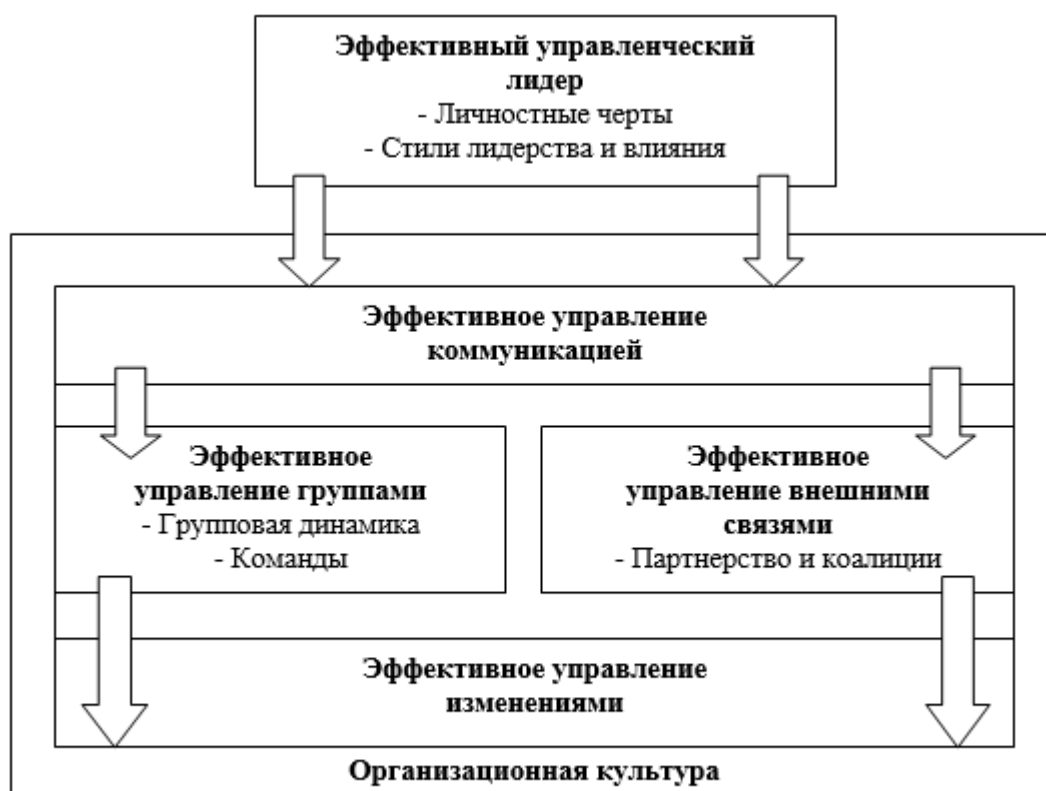 Эффективный управленческий
лидер
- Личностные черты
- Стили лидерства и влияния
Эффективное управление
коммуникацией
Эффективное
управление группами
- Групповая динамика
- Команды
Эффективное
управление внешними
связями
- Партнерство и коалиции
Эффективное управление
изменениями
Организационная культура